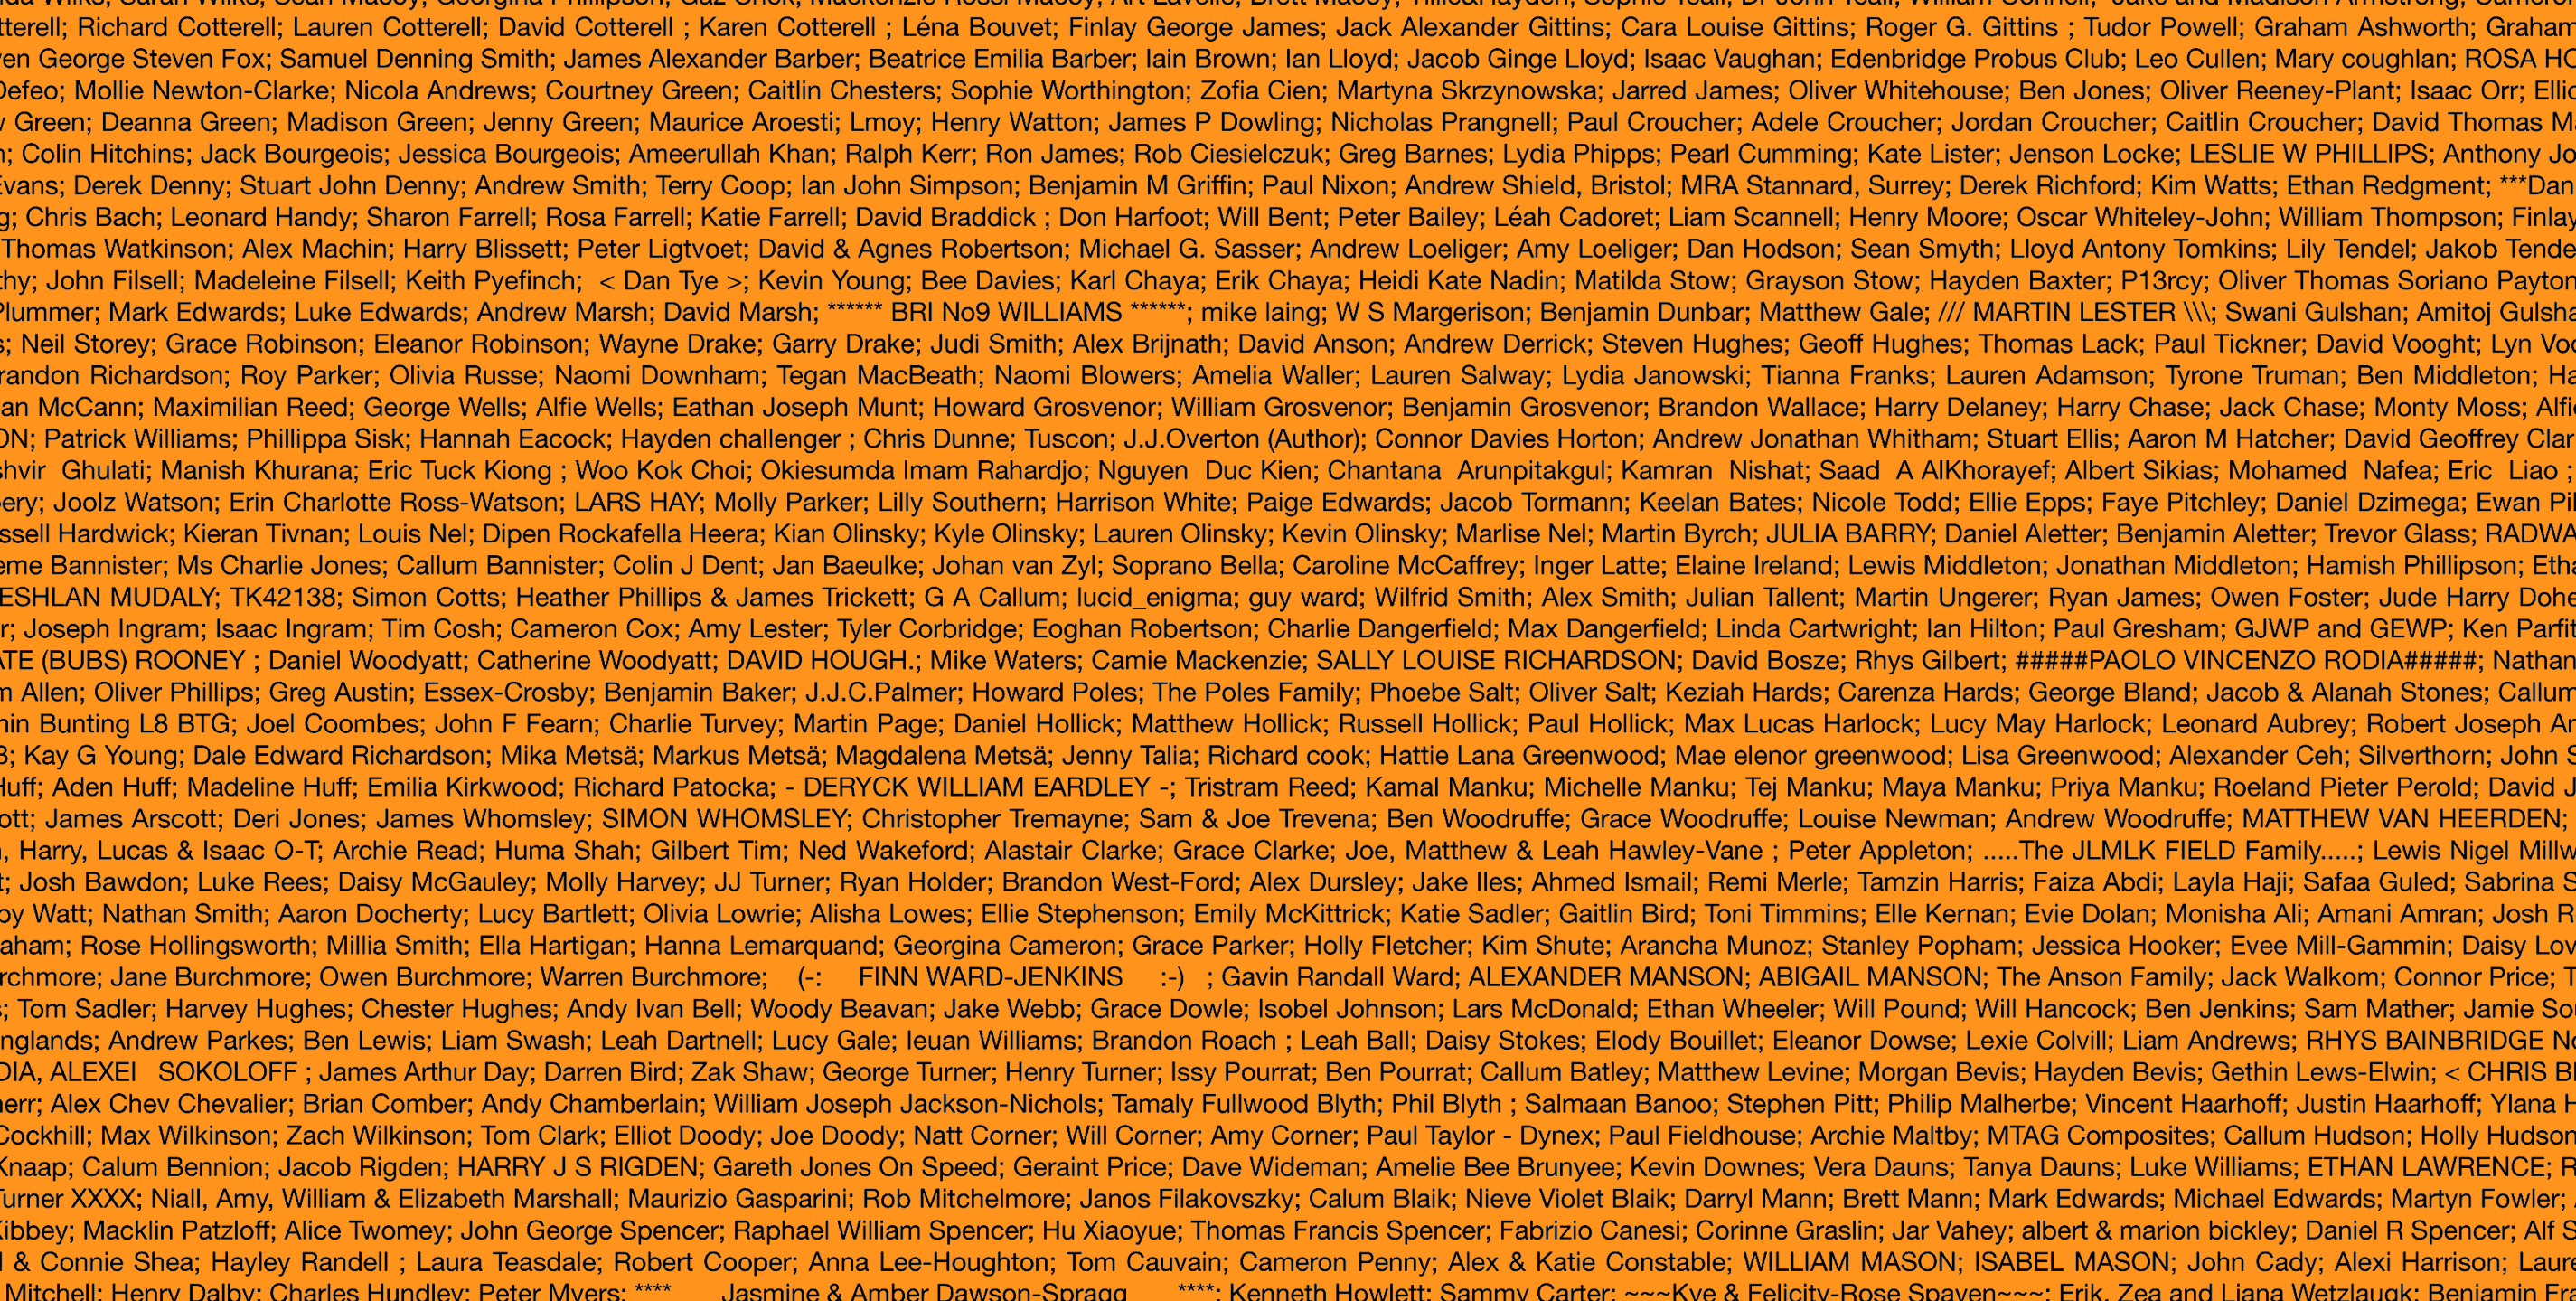 Cotterell; Richard Cotterell; Lauren Cotterell; David Cotterell ; Karen Cotterell ; Léna Bouvet; Finlay George James; Jack Alexander Gittins; Cara Louise Gittins; Roger G. Gittins ; Tudor Powell; Graham Ashworth; Graham
en George Steven Fox; Samuel Denning Smith; James Alexander Barber; Beatrice Emilia Barber; Iain Brown; Ian Lloyd; Jacob Ginge Lloyd; Isaac Vaughan; Edenbridge Probus Club; Leo Cullen; Mary coughlan; ROSA HO
Defeo; Mollie Newton-Clarke; Nicola Andrews; Courtney Green; Caitlin Chesters; Sophie Worthington; Zofia Cien; Martyna Skrzynowska; Jarred James; Oliver Whitehouse; Ben Jones; Oliver Reeney-Plant; Isaac Orr; Ellio
Green; Deanna Green; Madison Green; Jenny Green; Maurice Aroesti; Lmoy; Henry Watton; James P Dowling; Nicholas Prangnell; Paul Croucher; Adele Croucher; Jordan Croucher; Caitlin Croucher; David Thomas Ma
n; Colin Hitchins; Jack Bourgeois; Jessica Bourgeois; Ameerullah Khan; Ralph Kerr; Ron James; Rob Ciesielczuk; Greg Barnes; Lydia Phipps; Pearl Cumming; Kate Lister; Jenson Locke; LESLIE W PHILLIPS; Anthony Jo
Evans; Derek Denny; Stuart John Denny; Andrew Smith; Terry Coop; Ian John Simpson; Benjamin M Griffin; Paul Nixon; Andrew Shield, Bristol; MRA Stannard, Surrey; Derek Richford; Kim Watts; Ethan Redgment; ***Dan
g; Chris Bach; Leonard Handy; Sharon Farrell; Rosa Farrell; Katie Farrell; David Braddick ; Don Harfoot; Will Bent; Peter Bailey; Léah Cadoret; Liam Scannell; Henry Moore; Oscar Whiteley-John; William Thompson; Finlay
Thomas Watkinson; Alex Machin; Harry Blissett; Peter Ligtvoet; David & Agnes Robertson; Michael G. Sasser; Andrew Loeliger; Amy Loeliger; Dan Hodson; Sean Smyth; Lloyd Antony Tomkins; Lily Tendel; Jakob Tende
thy; John Filsell; Madeleine Filsell; Keith Pyefinch;  < Dan Tye >; Kevin Young; Bee Davies; Karl Chaya; Erik Chaya; Heidi Kate Nadin; Matilda Stow; Grayson Stow; Hayden Baxter; P13rcy; Oliver Thomas Soriano Payton
Plummer; Mark Edwards; Luke Edwards; Andrew Marsh; David Marsh; ****** BRI No9 WILLIAMS ******; mike laing; W S Margerison; Benjamin Dunbar; Matthew Gale; /// MARTIN LESTER \\\; Swani Gulshan; Amitoj Gulsha
s; Neil Storey; Grace Robinson; Eleanor Robinson; Wayne Drake; Garry Drake; Judi Smith; Alex Brijnath; David Anson; Andrew Derrick; Steven Hughes; Geoff Hughes; Thomas Lack; Paul Tickner; David Vooght; Lyn Voo
randon Richardson; Roy Parker; Olivia Russe; Naomi Downham; Tegan MacBeath; Naomi Blowers; Amelia Waller; Lauren Salway; Lydia Janowski; Tianna Franks; Lauren Adamson; Tyrone Truman; Ben Middleton; Ha
an McCann; Maximilian Reed; George Wells; Alfie Wells; Eathan Joseph Munt; Howard Grosvenor; William Grosvenor; Benjamin Grosvenor; Brandon Wallace; Harry Delaney; Harry Chase; Jack Chase; Monty Moss; Alfie
ON; Patrick Williams; Phillippa Sisk; Hannah Eacock; Hayden challenger ; Chris Dunne; Tuscon; J.J.Overton (Author); Connor Davies Horton; Andrew Jonathan Whitham; Stuart Ellis; Aaron M Hatcher; David Geoffrey Clar
shvir  Ghulati; Manish Khurana; Eric Tuck Kiong ; Woo Kok Choi; Okiesumda Imam Rahardjo; Nguyen  Duc Kien; Chantana  Arunpitakgul; Kamran  Nishat; Saad  A AlKhorayef; Albert Sikias; Mohamed  Nafea; Eric  Liao ;
ery; Joolz Watson; Erin Charlotte Ross-Watson; LARS HAY; Molly Parker; Lilly Southern; Harrison White; Paige Edwards; Jacob Tormann; Keelan Bates; Nicole Todd; Ellie Epps; Faye Pitchley; Daniel Dzimega; Ewan Pil
ssell Hardwick; Kieran Tivnan; Louis Nel; Dipen Rockafella Heera; Kian Olinsky; Kyle Olinsky; Lauren Olinsky; Kevin Olinsky; Marlise Nel; Martin Byrch; JULIA BARRY; Daniel Aletter; Benjamin Aletter; Trevor Glass; RADWA
eme Bannister; Ms Charlie Jones; Callum Bannister; Colin J Dent; Jan Baeulke; Johan van Zyl; Soprano Bella; Caroline McCaffrey; Inger Latte; Elaine Ireland; Lewis Middleton; Jonathan Middleton; Hamish Phillipson; Etha
ESHLAN MUDALY; TK42138; Simon Cotts; Heather Phillips & James Trickett; G A Callum; lucid_enigma; guy ward; Wilfrid Smith; Alex Smith; Julian Tallent; Martin Ungerer; Ryan James; Owen Foster; Jude Harry Dohe
r; Joseph Ingram; Isaac Ingram; Tim Cosh; Cameron Cox; Amy Lester; Tyler Corbridge; Eoghan Robertson; Charlie Dangerfield; Max Dangerfield; Linda Cartwright; Ian Hilton; Paul Gresham; GJWP and GEWP; Ken Parfit
ATE (BUBS) ROONEY ; Daniel Woodyatt; Catherine Woodyatt; DAVID HOUGH.; Mike Waters; Camie Mackenzie; SALLY LOUISE RICHARDSON; David Bosze; Rhys Gilbert; #####PAOLO VINCENZO RODIA#####; Nathan
m Allen; Oliver Phillips; Greg Austin; Essex-Crosby; Benjamin Baker; J.J.C.Palmer; Howard Poles; The Poles Family; Phoebe Salt; Oliver Salt; Keziah Hards; Carenza Hards; George Bland; Jacob & Alanah Stones; Callum
min Bunting L8 BTG; Joel Coombes; John F Fearn; Charlie Turvey; Martin Page; Daniel Hollick; Matthew Hollick; Russell Hollick; Paul Hollick; Max Lucas Harlock; Lucy May Harlock; Leonard Aubrey; Robert Joseph Ar
B; Kay G Young; Dale Edward Richardson; Mika Metsä; Markus Metsä; Magdalena Metsä; Jenny Talia; Richard cook; Hattie Lana Greenwood; Mae elenor greenwood; Lisa Greenwood; Alexander Ceh; Silverthorn; John S
Huff; Aden Huff; Madeline Huff; Emilia Kirkwood; Richard Patocka; - DERYCK WILLIAM EARDLEY -; Tristram Reed; Kamal Manku; Michelle Manku; Tej Manku; Maya Manku; Priya Manku; Roeland Pieter Perold; David J
ott; James Arscott; Deri Jones; James Whomsley; SIMON WHOMSLEY; Christopher Tremayne; Sam & Joe Trevena; Ben Woodruffe; Grace Woodruffe; Louise Newman; Andrew Woodruffe; MATTHEW VAN HEERDEN;
, Harry, Lucas & Isaac O-T; Archie Read; Huma Shah; Gilbert Tim; Ned Wakeford; Alastair Clarke; Grace Clarke; Joe, Matthew & Leah Hawley-Vane ; Peter Appleton; .....The JLMLK FIELD Family.....; Lewis Nigel Millw
t; Josh Bawdon; Luke Rees; Daisy McGauley; Molly Harvey; JJ Turner; Ryan Holder; Brandon West-Ford; Alex Dursley; Jake Iles; Ahmed Ismail; Remi Merle; Tamzin Harris; Faiza Abdi; Layla Haji; Safaa Guled; Sabrina S
by Watt; Nathan Smith; Aaron Docherty; Lucy Bartlett; Olivia Lowrie; Alisha Lowes; Ellie Stephenson; Emily McKittrick; Katie Sadler; Gaitlin Bird; Toni Timmins; Elle Kernan; Evie Dolan; Monisha Ali; Amani Amran; Josh R
aham; Rose Hollingsworth; Millia Smith; Ella Hartigan; Hanna Lemarquand; Georgina Cameron; Grace Parker; Holly Fletcher; Kim Shute; Arancha Munoz; Stanley Popham; Jessica Hooker; Evee Mill-Gammin; Daisy Lov
urchmore; Jane Burchmore; Owen Burchmore; Warren Burchmore;    (-:     FINN WARD-JENKINS     :-)   ; Gavin Randall Ward; ALEXANDER MANSON; ABIGAIL MANSON; The Anson Family; Jack Walkom; Connor Price; T
s; Tom Sadler; Harvey Hughes; Chester Hughes; Andy Ivan Bell; Woody Beavan; Jake Webb; Grace Dowle; Isobel Johnson; Lars McDonald; Ethan Wheeler; Will Pound; Will Hancock; Ben Jenkins; Sam Mather; Jamie So
nglands; Andrew Parkes; Ben Lewis; Liam Swash; Leah Dartnell; Lucy Gale; Ieuan Williams; Brandon Roach ; Leah Ball; Daisy Stokes; Elody Bouillet; Eleanor Dowse; Lexie Colvill; Liam Andrews; RHYS BAINBRIDGE No
DIA, ALEXEI   SOKOLOFF ; James Arthur Day; Darren Bird; Zak Shaw; George Turner; Henry Turner; Issy Pourrat; Ben Pourrat; Callum Batley; Matthew Levine; Morgan Bevis; Hayden Bevis; Gethin Lews-Elwin; < CHRIS BI
herr; Alex Chev Chevalier; Brian Comber; Andy Chamberlain; William Joseph Jackson-Nichols; Tamaly Fullwood Blyth; Phil Blyth ; Salmaan Banoo; Stephen Pitt; Philip Malherbe; Vincent Haarhoff; Justin Haarhoff; Ylana H
Cockhill; Max Wilkinson; Zach Wilkinson; Tom Clark; Elliot Doody; Joe Doody; Natt Corner; Will Corner; Amy Corner; Paul Taylor - Dynex; Paul Fieldhouse; Archie Maltby; MTAG Composites; Callum Hudson; Holly Hudson
Knaap; Calum Bennion; Jacob Rigden; HARRY J S RIGDEN; Gareth Jones On Speed; Geraint Price; Dave Wideman; Amelie Bee Brunyee; Kevin Downes; Vera Dauns; Tanya Dauns; Luke Williams; ETHAN LAWRENCE; R
Turner XXXX; Niall, Amy, William & Elizabeth Marshall; Maurizio Gasparini; Rob Mitchelmore; Janos Filakovszky; Calum Blaik; Nieve Violet Blaik; Darryl Mann; Brett Mann; Mark Edwards; Michael Edwards; Martyn Fowler;
Kibbey; Macklin Patzloff; Alice Twomey; John George Spencer; Raphael William Spencer; Hu Xiaoyue; Thomas Francis Spencer; Fabrizio Canesi; Corinne Graslin; Jar Vahey; albert & marion bickley; Daniel R Spencer; Alf S
& Connie Shea; Hayley Randell ; Laura Teasdale; Robert Cooper; Anna Lee-Houghton; Tom Cauvain; Cameron Penny; Alex & Katie Constable; WILLIAM MASON; ISABEL MASON; John Cady; Alexi Harrison; Laure
Mitchell; Henry Dalby; Charles Hundley; Peter Myers; ****      Jasmine & Amber Dawson-Spragg      ****; Kenneth Howlett; Sammy Carter; ~~~Kye & Felicity-Rose Spaven~~~; Erik, Zea and Liana Wetzlaugk; Benjamin Fr